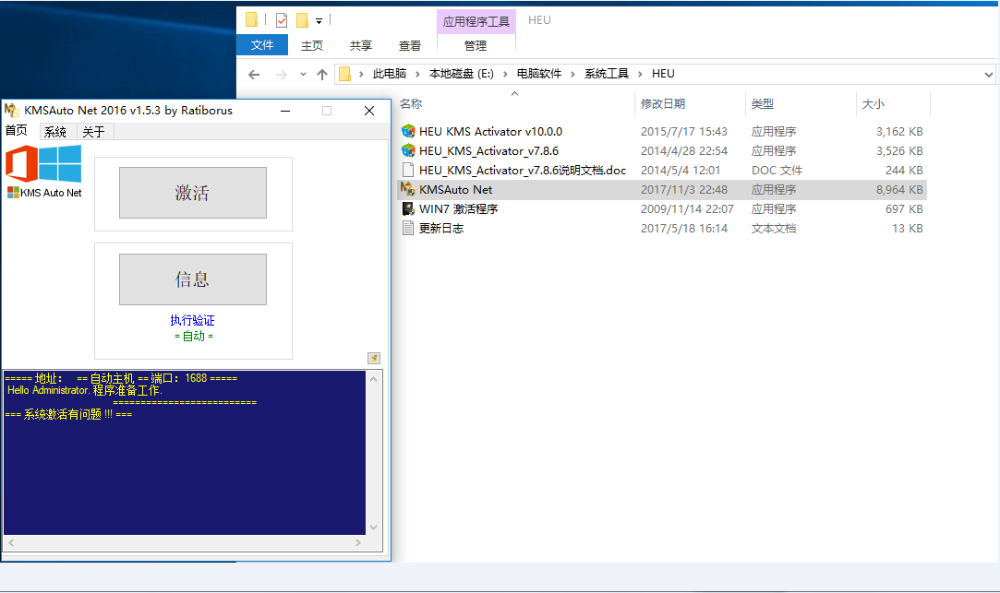 应用程序工具 HEU
文件 主页 共享 查看 管理
此电脑 本地磁盘 (E:) 电脑软件 系统工具 HEU
名称 修改日期 类型 大小
HEU KMS Activator v10.0.0 2015/7/17 15:43 应用程序 3,162 KB
HEU_KMS_Activator_v7.8.6 2014/4/28 22:54 应用程序 3,526 KB
HEU_KMS_Activator_v7.8.6说明文档.doc 2014/5/4 12:01 DOC 文件 244 KB
KMSAuto Net 2017/11/3 22:48 应用程序 8,964 KB
WIN7 激活程序 2009/11/14 22:07 应用程序 697 KB
更新日志 2017/5/18 16:14 文本文档 13 KB
KMSAuto Net 2016 v1.5.3 by Ratiborus
首页 系统 关于
KMS Auto Net
激活
信息
执行验证
= 自动 =
===== 地址： == 自动主机 == 端口：1688 =====
Hello Administrator. 程序准备工作.
==========================
=== 系统激活有问题 !!! ===